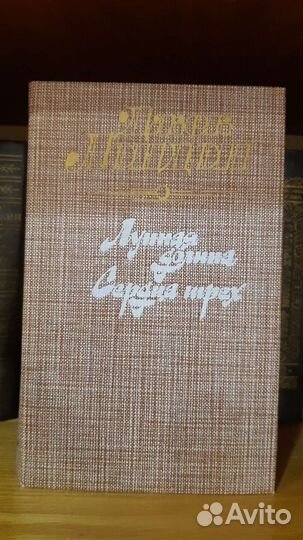 Джек
Лондон
Лунная
долина
Сердца трех
Avito